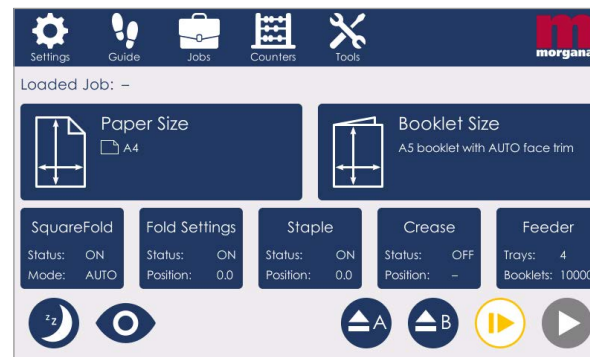 Settings
Guide
Jobs
Counters
Tools
m
morgana
Loaded Job: –
Paper Size
A4
Booklet Size
A5 booklet with AUTO face trim
SquareFold
Status: ON
Mode: AUTO
Fold Settings
Status: ON
Position: 0.0
Staple
Status: ON
Position: 0.0
Crease
Status: OFF
Position: –
Feeder
Trays: 4
Booklets: 10000
zz
A
B